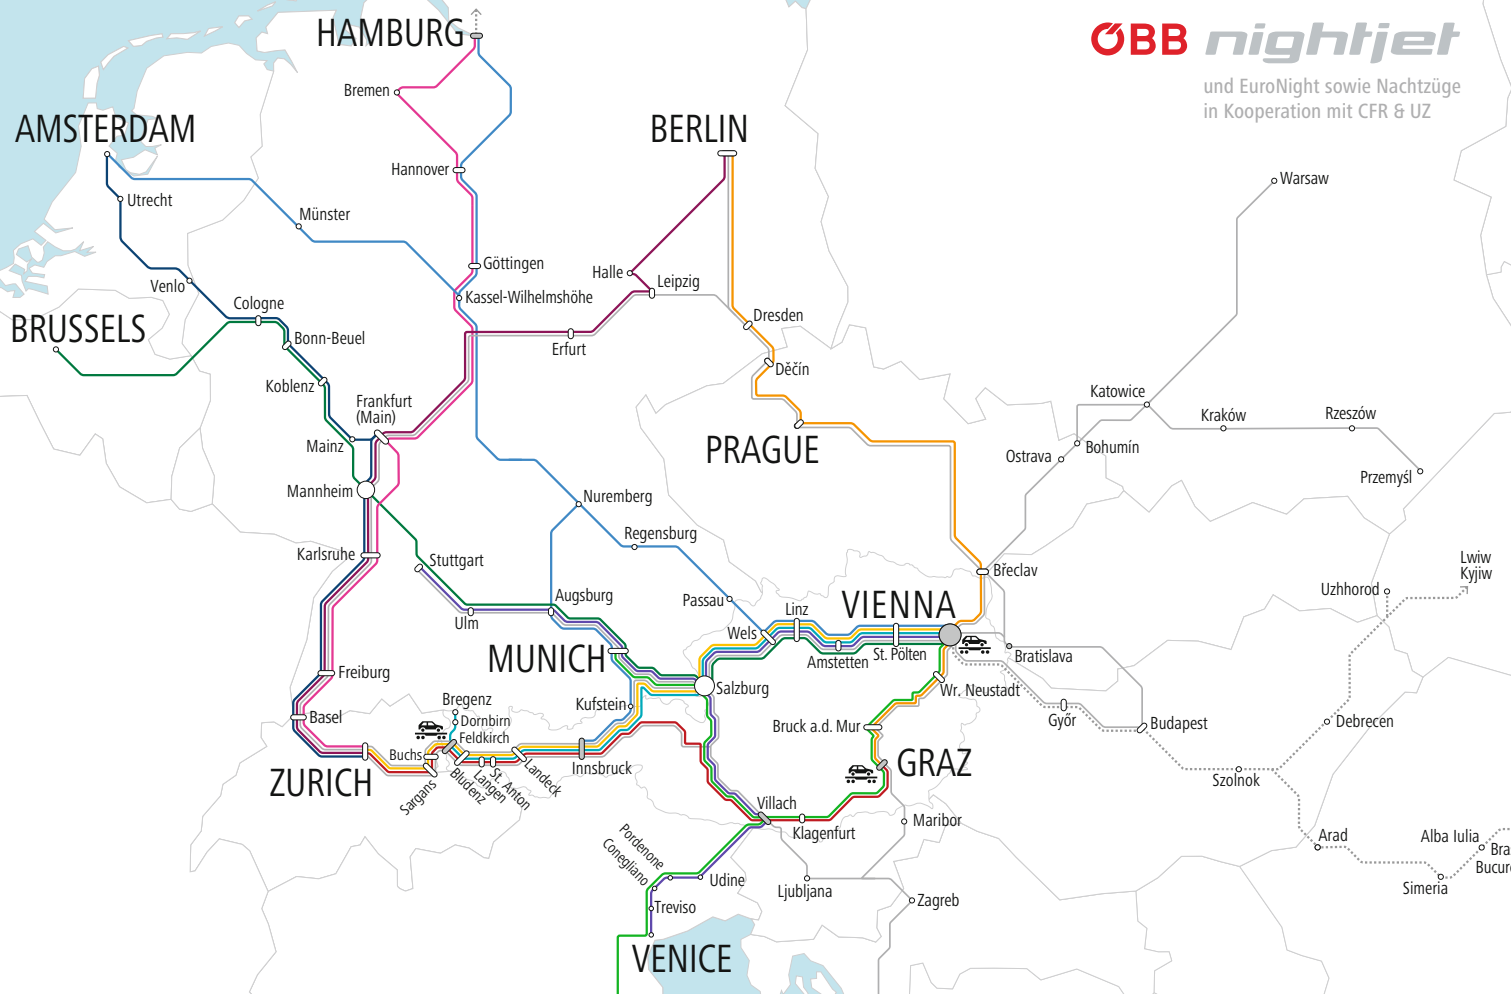 HAMBURG
ÖBB nightjet
und EuroNight sowie Nachtzüge
in Kooperation mit CFR & UZ
Bremen
AMSTERDAM
BERLIN
Hannover
Warsaw
Utrecht
Münster
Göttingen
Venlo
Halle
Leipzig
Kassel-Wilhelmshöhe
Cologne
BRUSSELS
Bonn-Beuel
Dresden
Erfurt
Děčín
Koblenz
Frankfurt
(Main)
Katowice
Kraków
Rzeszów
Mainz
PRAGUE
Ostrava
Bohumín
Przemyśl
Mannheim
Nuremberg
Regensburg
Karlsruhe
Stuttgart
Břeclav
Lwiw
Kyjiw
Uzhhorod
Augsburg
Ulm
Passau
Linz
VIENNA
Wels
MUNICH
Amstetten
St. Pölten
Bratislava
Freiburg
Salzburg
Wr. Neustadt
Bregenz
Kufstein
Basel
Dornbirn
Feldkirch
Bruck a.d. Mur
Győr
Budapest
Debrecen
Buchs
ZURICH
Sargans
Bludenz
Langen
St. Anton
Landeck
Innsbruck
GRAZ
Szolnok
Villach
Klagenfurt
Maribor
Arad
Alba Iulia
Simeria
Pordenone
Conegliano
Udine
Ljubljana
Zagreb
Treviso
VENICE